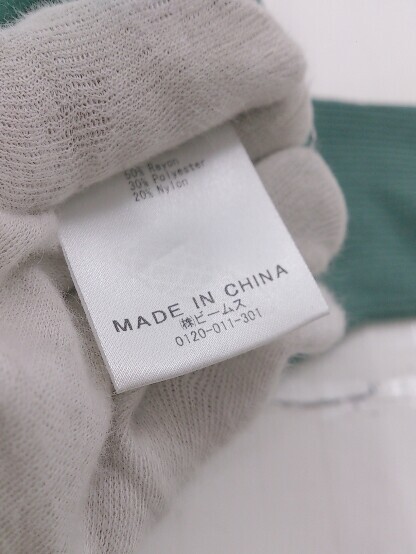 50% Rayon
30% Polyester
20% Nylon
MADE IN CHINA
㈱ビームス
0120-011-301